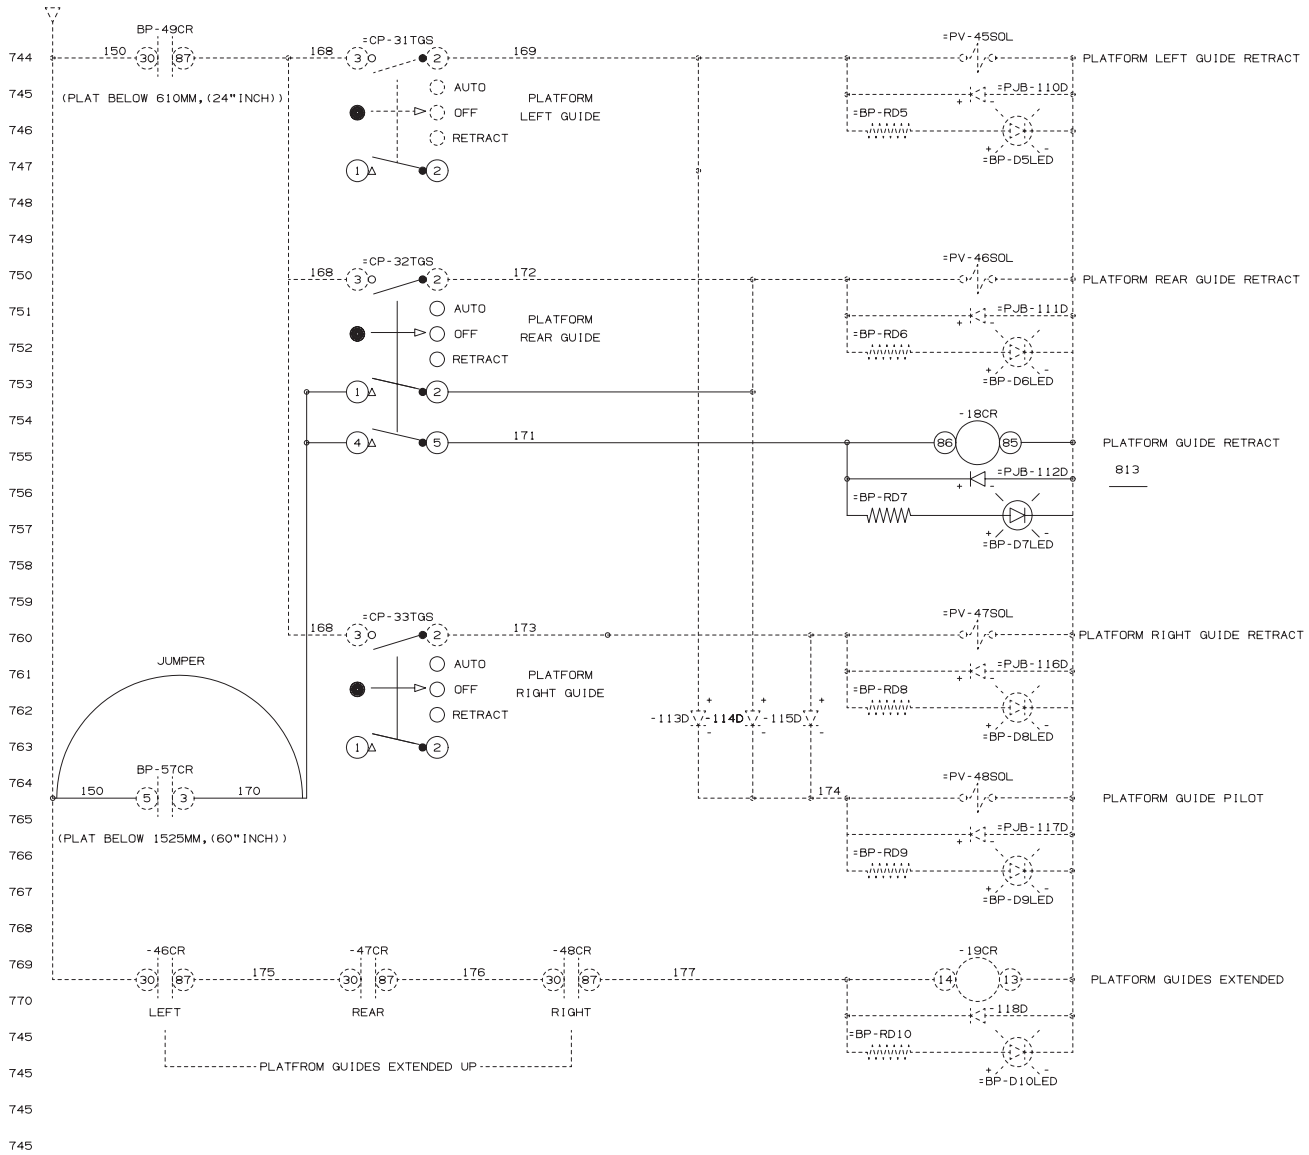 BP-49CR
744 150 30 87 168 =CP-31TGS 3 2 169 =PV-45SOL PLATFORM LEFT GUIDE RETRACT
745 (PLAT BELOW 610MM,(24"INCH)) AUTO PLATFORM =PJB-110D + -
OFF LEFT GUIDE =BP-RD5
746 RETRACT + -
=BP-D5LED
747 1 2
748
749
=CP-32TGS =PV-46SOL
750 168 3 2 172 PLATFORM REAR GUIDE RETRACT
751 AUTO PLATFORM =PJB-111D + -
OFF REAR GUIDE =BP-RD6
752 RETRACT + -
=BP-D6LED
753 1 2
754 -18CR
4 5 171 86 85 PLATFORM GUIDE RETRACT
755 =PJB-112D 813
756 + -
=BP-RD7
757 + -
=BP-D7LED
758
759
=CP-33TGS =PV-47SOL
760 168 3 2 173 PLATFORM RIGHT GUIDE RETRACT
JUMPER
761 AUTO PLATFORM =PJB-116D + -
OFF RIGHT GUIDE =BP-RD8
762 RETRACT + + +
-113D -114D -115D
- - -
+ -
=BP-D8LED
763 1 2
BP-57CR =PV-48SOL
764 150 5 3 170 174 PLATFORM GUIDE PILOT
765 =PJB-117D
(PLAT BELOW 1525MM,(60"INCH)) + -
766 =BP-RD9
767 + -
=BP-D9LED
768
-46CR -47CR -48CR -19CR
769 30 87 175 30 87 176 30 87 177 14 13 PLATFORM GUIDES EXTENDED
770 LEFT REAR RIGHT -118D
745 + -
=BP-RD10
PLATFROM GUIDES EXTENDED UP
745 + -
=BP-D10LED
745
745